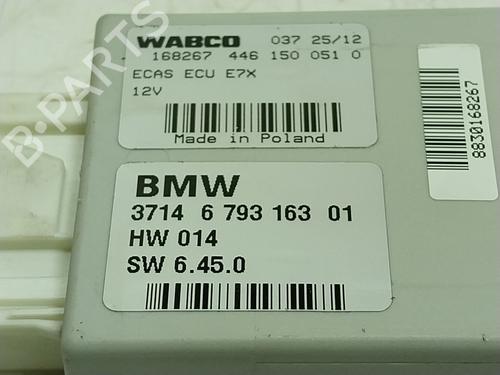 WABCO 037 25/12
168267 446 150 051 0
ECAS ECU E7X
12V
Made in Poland
BMW
3714 6 793 163 01
HW 014
SW 6.45.0
8830168267
B-PARTS